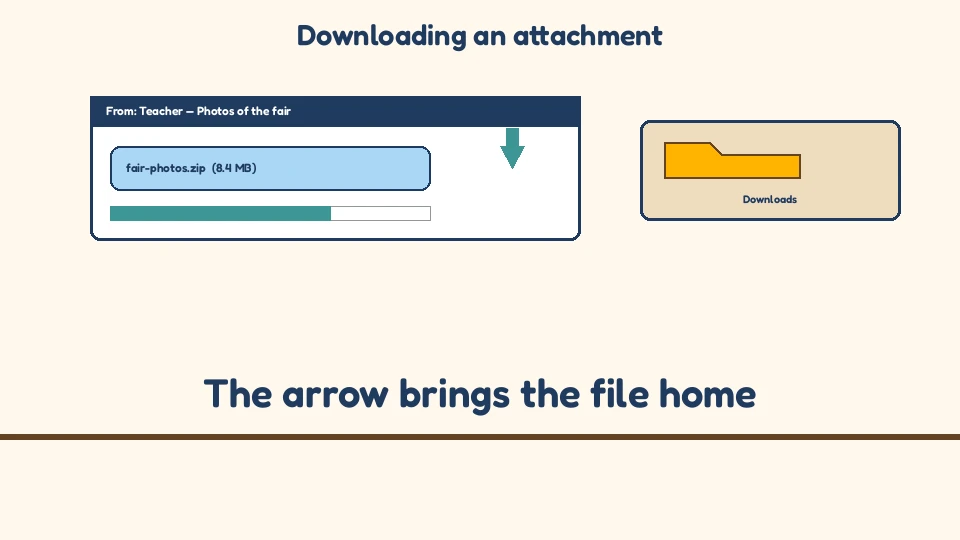 Downloading an attachment
From: Teacher – Photos of the fair
fair-photos.zip (8.4 MB)
Downloads
The arrow brings the file home